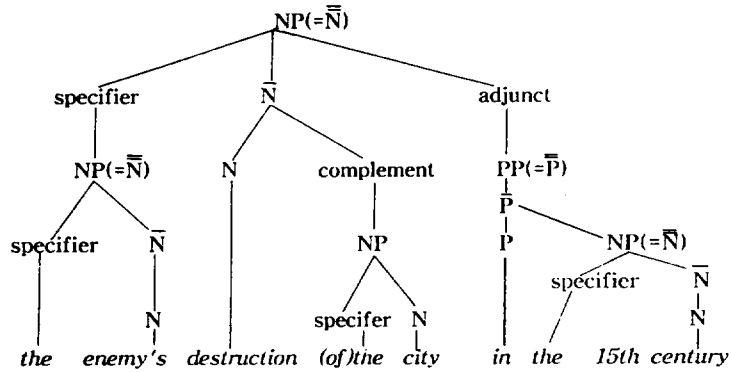 NP(=N̿)
specifier N̅ adjunct
NP(=N̿) N complement PP(=P̿)
P̅
specifier N̅ NP P NP(=N̿)
specifier N̅
specifer N N N
the enemy's destruction (of)the city in the 15th century